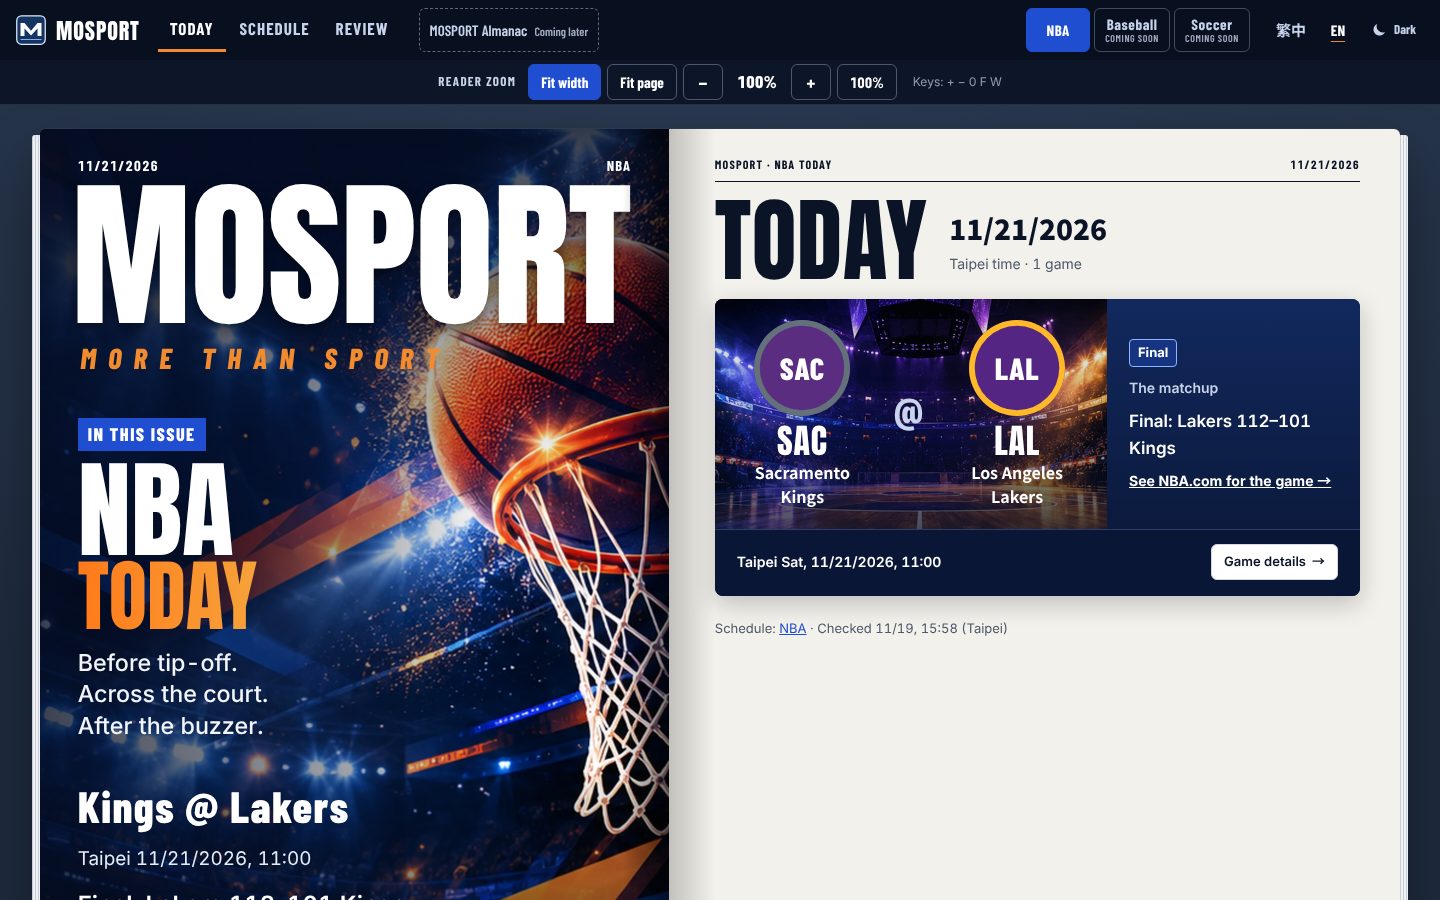 MOSPORT
TODAY
SCHEDULE
REVIEW
MOSPORT Almanac Coming later
NBA
Baseball
COMING SOON
Soccer
COMING SOON
繁中
EN
Dark
READER ZOOM
Fit width
Fit page
−
100%
+
100%
Keys: + − 0 F W
11/21/2026
NBA
MOSPORT
MORE THAN SPORT
IN THIS ISSUE
NBA
TODAY
Before tip-off.
Across the court.
After the buzzer.
Kings @ Lakers
Taipei 11/21/2026, 11:00
Final: Lakers 112–101 Kings
MOSPORT · NBA TODAY
11/21/2026
TODAY
11/21/2026
Taipei time · 1 game
SAC
SAC
Sacramento
Kings
@
LAL
LAL
Los Angeles
Lakers
Final
The matchup
Final: Lakers 112–101
Kings
See NBA.com for the game →
Taipei Sat, 11/21/2026, 11:00
Game details →
Schedule: NBA · Checked 11/19, 15:58 (Taipei)